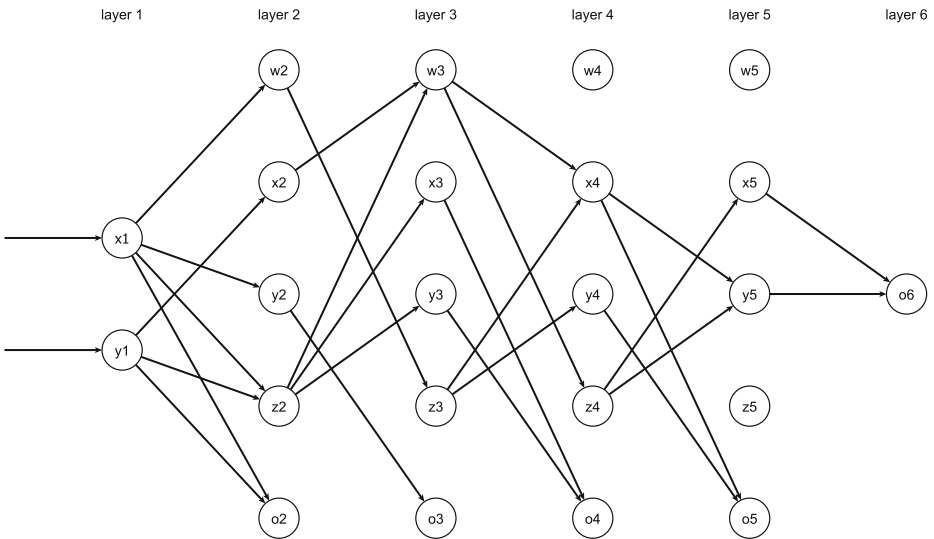 layer 1 layer 2 layer 3 layer 4 layer 5 layer 6
w2 w3 w4 w5
x2 x3 x4 x5
x1
y2 y3 y4 y5 o6
y1
z2 z3 z4 z5
o2 o3 o4 o5